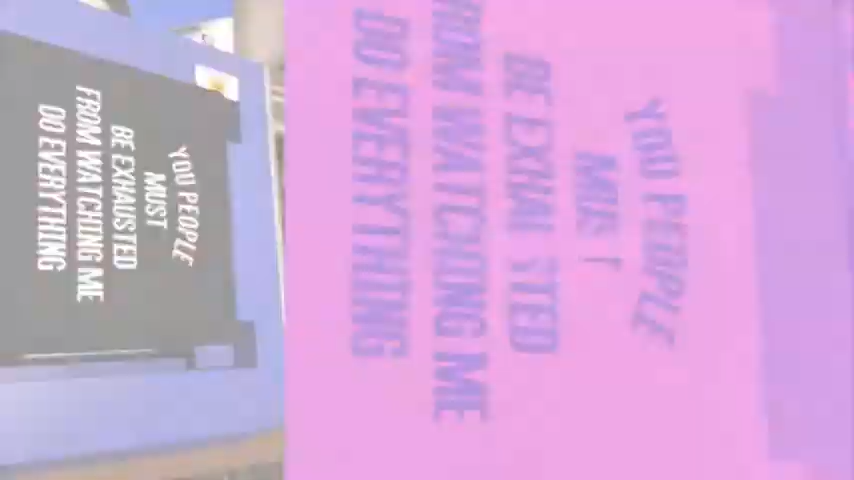 YOU PEOPLE
MUST
BE EXHAUSTED
FROM WATCHING ME
DO EVERYTHING
YOU PEOPLE
MUST
BE EXHAUSTED
FROM WATCHING ME
DO EVERYTHING